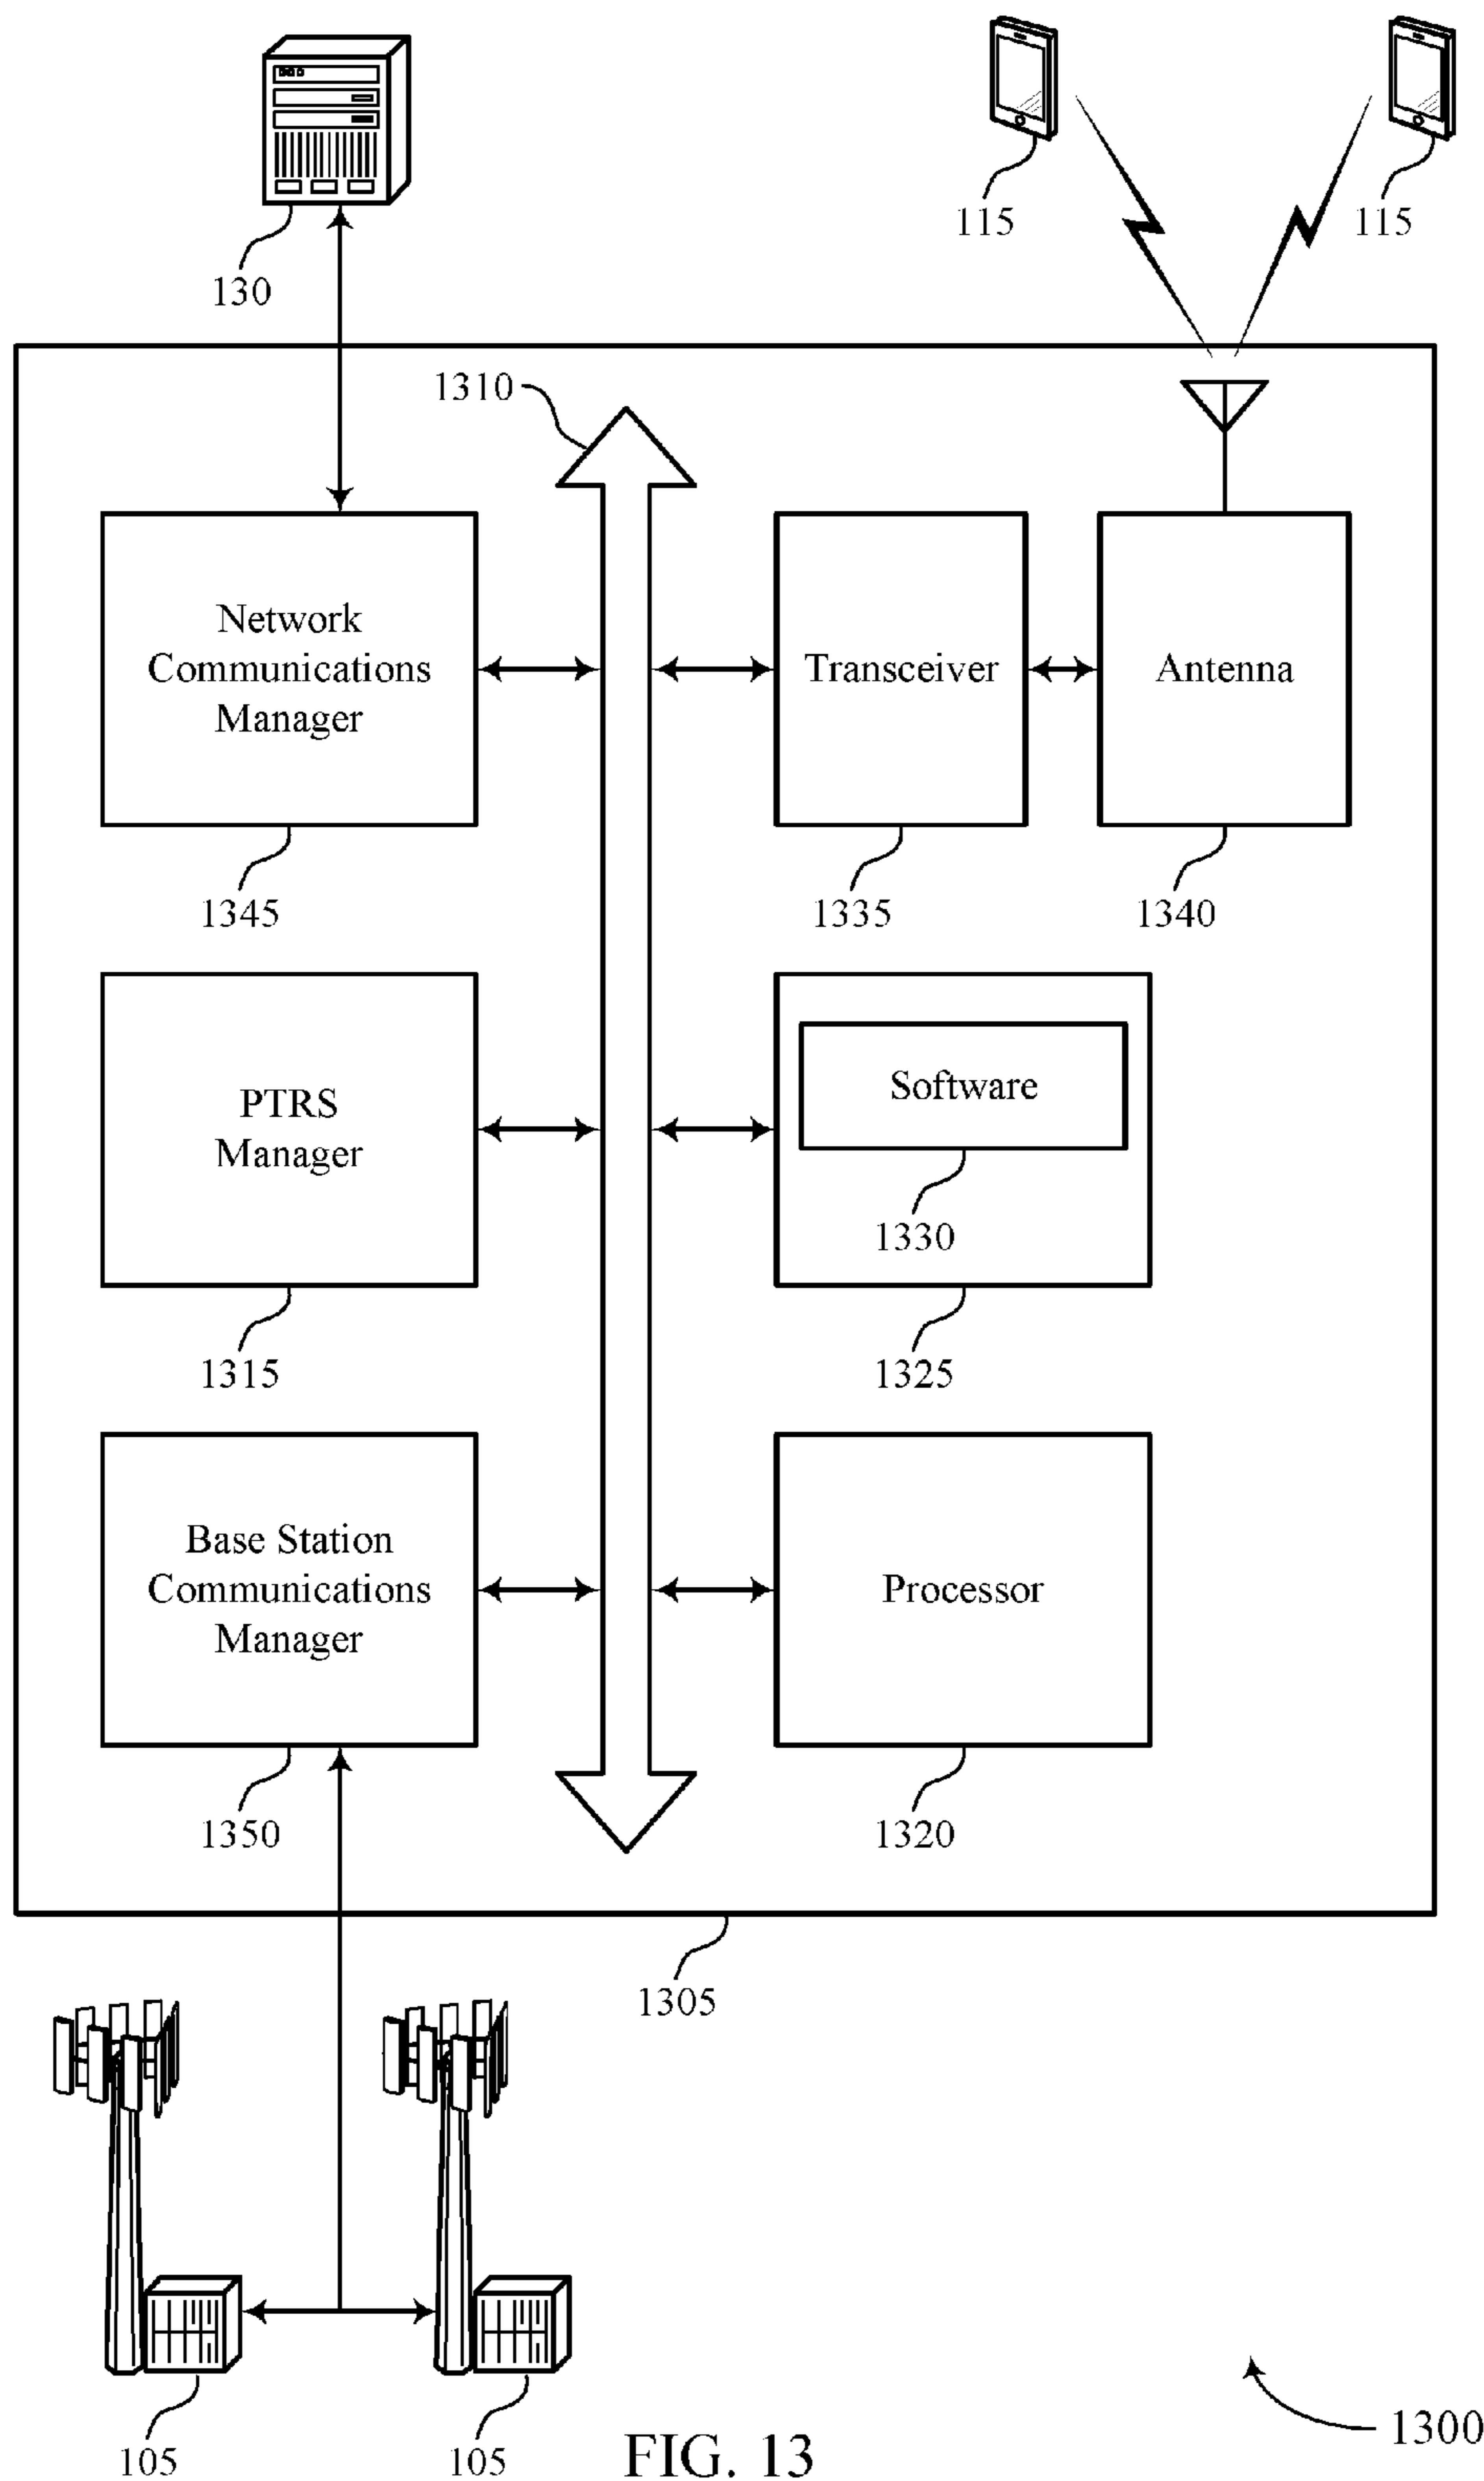 115
115
130
1310
Network
Communications
Manager
Transceiver
Antenna
1345
1335
1340
PTRS
Manager
Software
1330
1315
1325
Base Station
Communications
Manager
Processor
1350
1320
1305
105
105
FIG. 13
1300